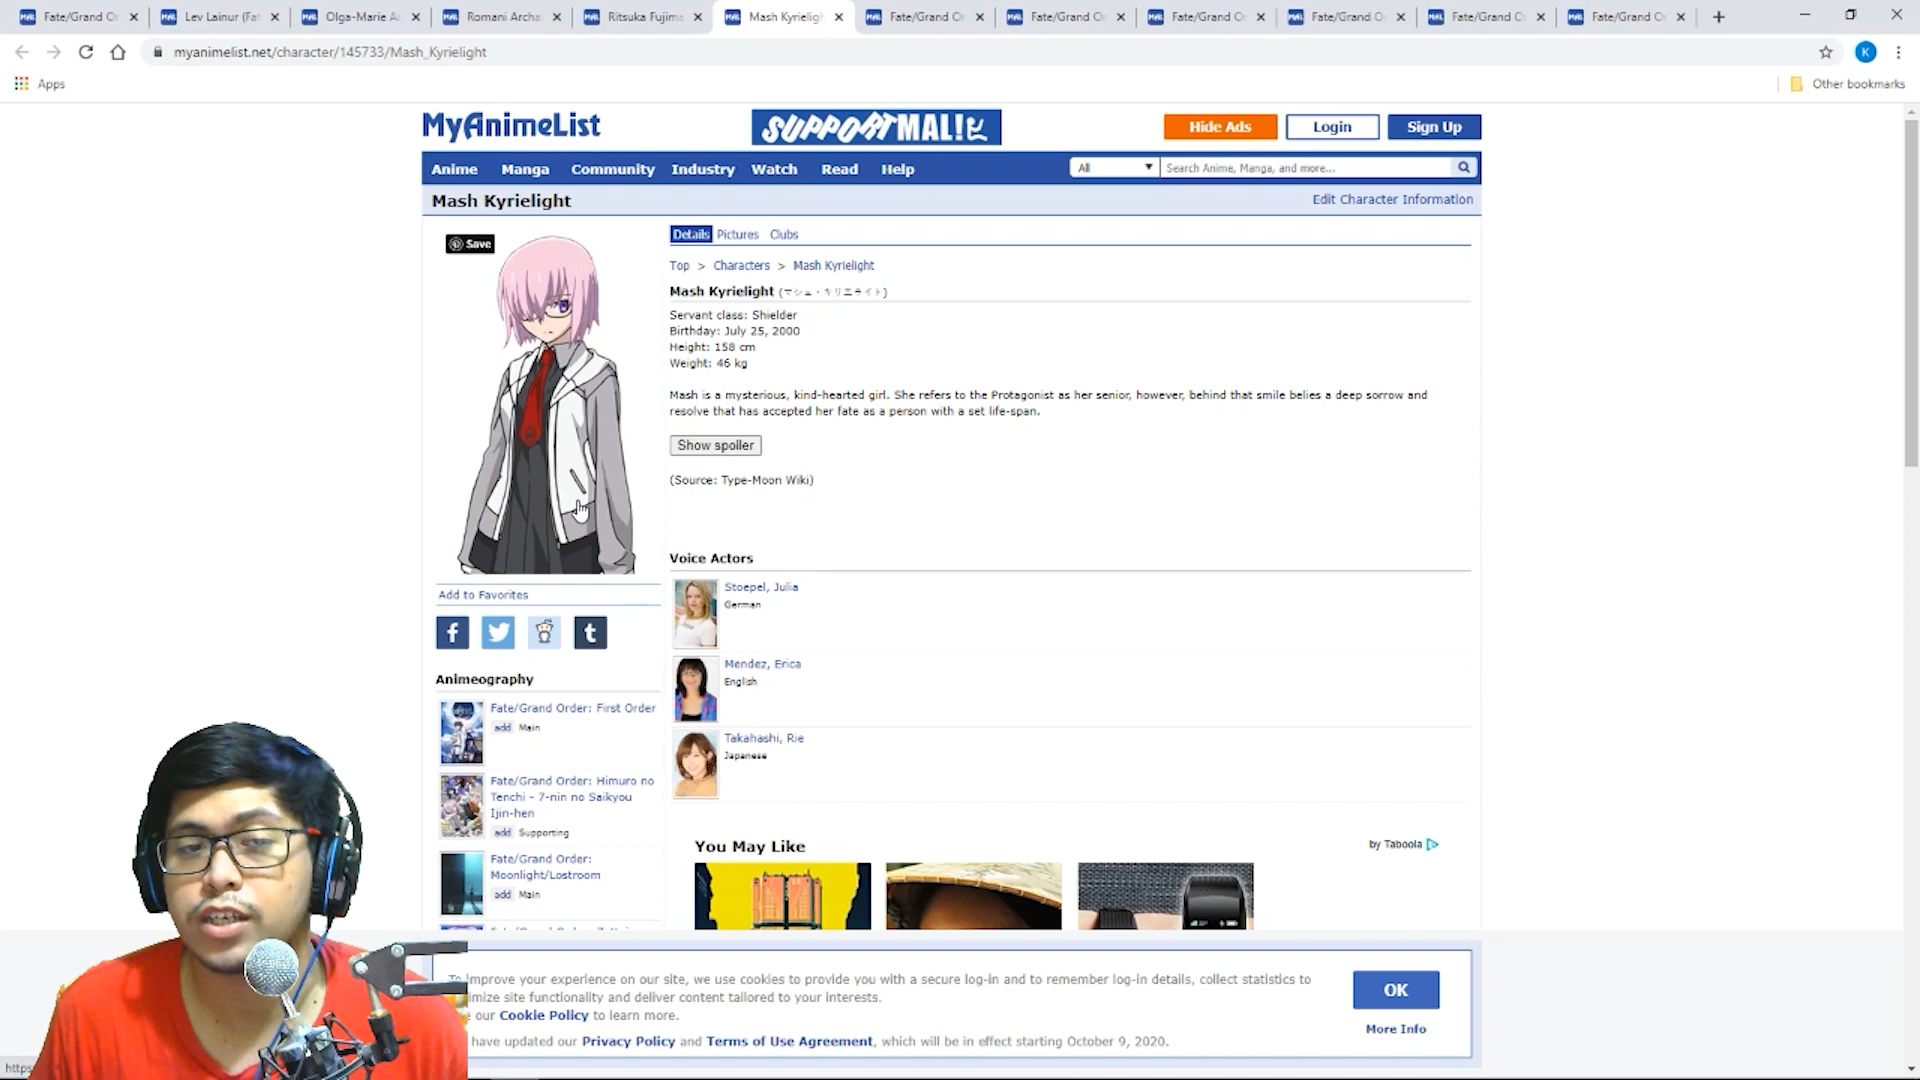 Fate/Grand O
Lev Lainur (Fat
Olga-Marie A
Romani Archa
Ritsuka Fujima
Mash Kyrieligh
Fate/Grand O
Fate/Grand O
Fate/Grand O
Fate/Grand O
Fate/Grand O
Fate/Grand O
myanimelist.net/character/145733/Mash_Kyrielight
K
Apps
Other bookmarks
MyAnimeList
SUPPORT MAL!
Hide Ads
Login
Sign Up
Anime Manga Community Industry Watch Read Help
All
Search Anime, Manga, and more...
Mash Kyrielight
Edit Character Information
Save
Details Pictures Clubs
Top > Characters > Mash Kyrielight
Mash Kyrielight (マシュ・キリエライト)
Servant class: Shielder
Birthday: July 25, 2000
Height: 158 cm
Weight: 46 kg
Mash is a mysterious, kind-hearted girl. She refers to the Protagonist as her senior, however, behind that smile belies a deep sorrow and
resolve that has accepted her fate as a person with a set life-span.
Show spoiler
(Source: Type-Moon Wiki)
Voice Actors
Stoepel, Julia
German
Mendez, Erica
English
Takahashi, Rie
Japanese
Add to Favorites
f
t
Animeography
Fate/Grand Order: First Order
add Main
Fate/Grand Order: Himuro no
Tenchi - 7-nin no Saikyou
Ijin-hen
add Supporting
Fate/Grand Order:
Moonlight/Lostroom
add Main
You May Like
by Taboola
improve your experience on our site, we use cookies to provide you with a secure log-in and to remember log-in details, collect statistics to
mize site functionality and deliver content tailored to your interests.
our Cookie Policy to learn more.
have updated our Privacy Policy and Terms of Use Agreement, which will be in effect starting October 9, 2020.
OK
More Info
https